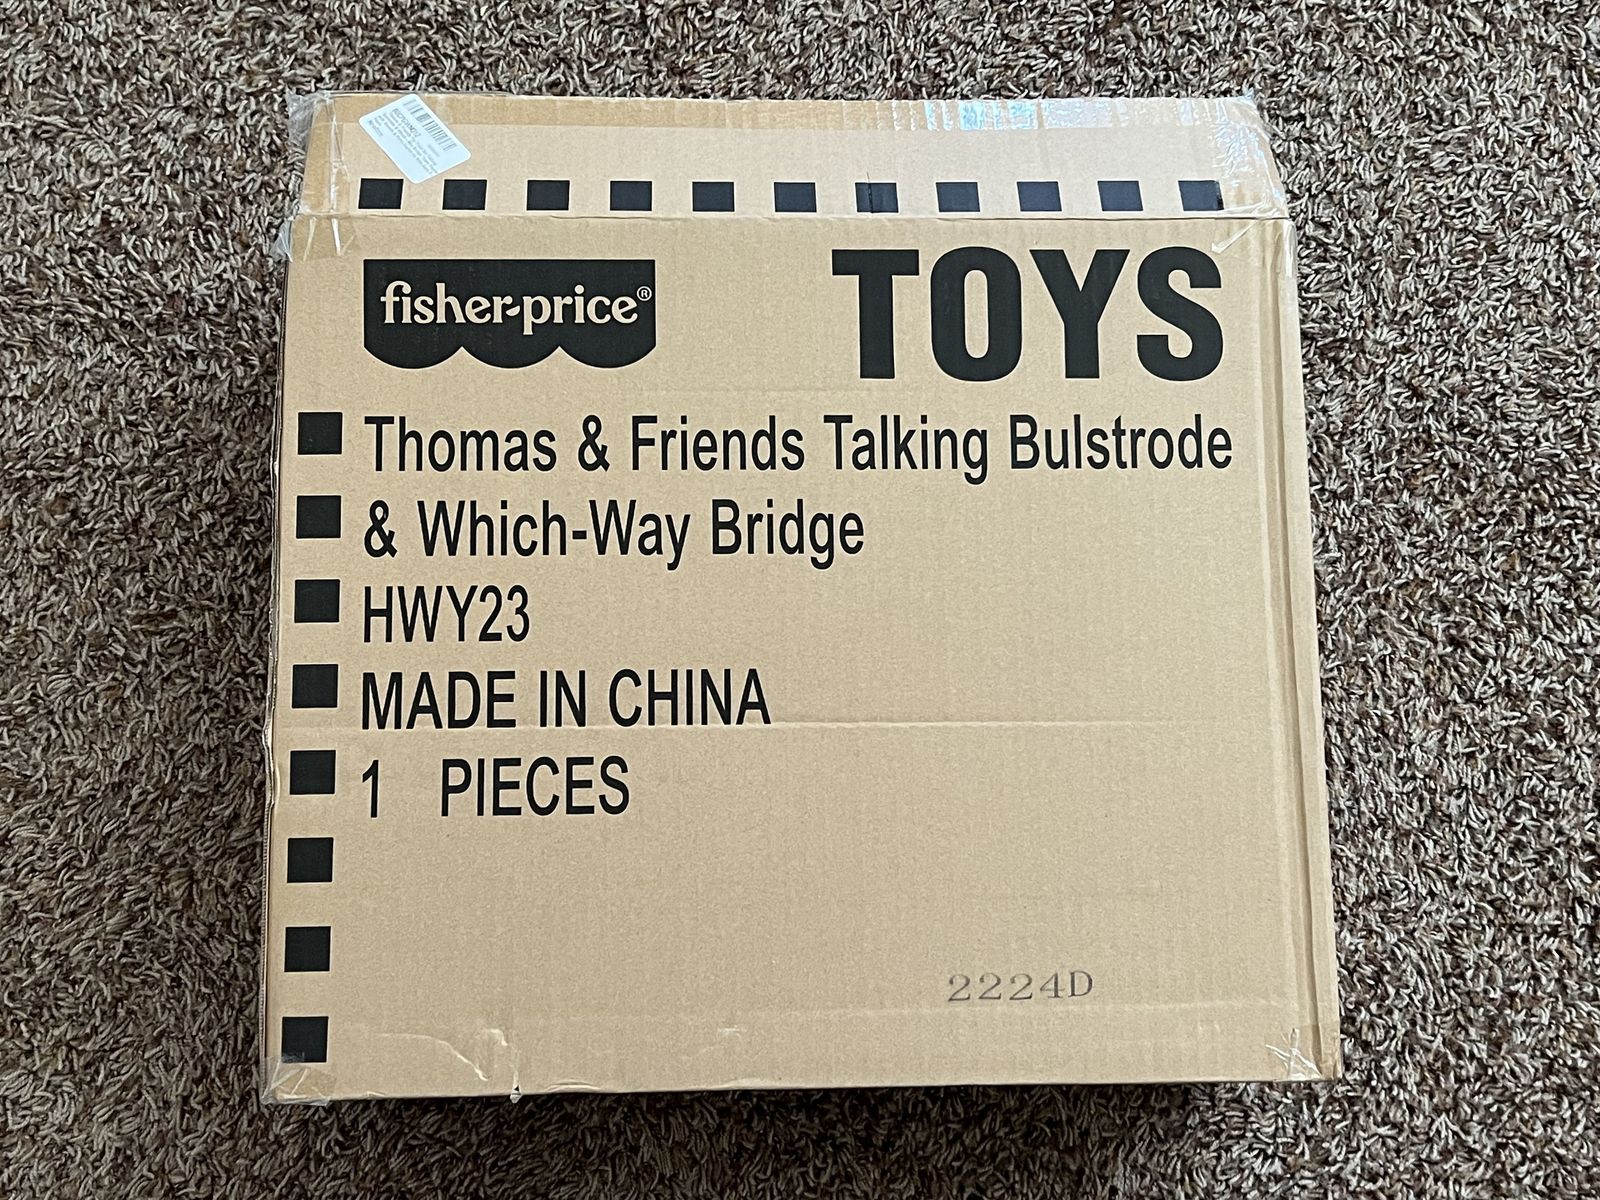 fisher-price®
TOYS
Thomas & Friends Talking Bulstrode
& Which-Way Bridge
HWY23
MADE IN CHINA
1 PIECES
2224D